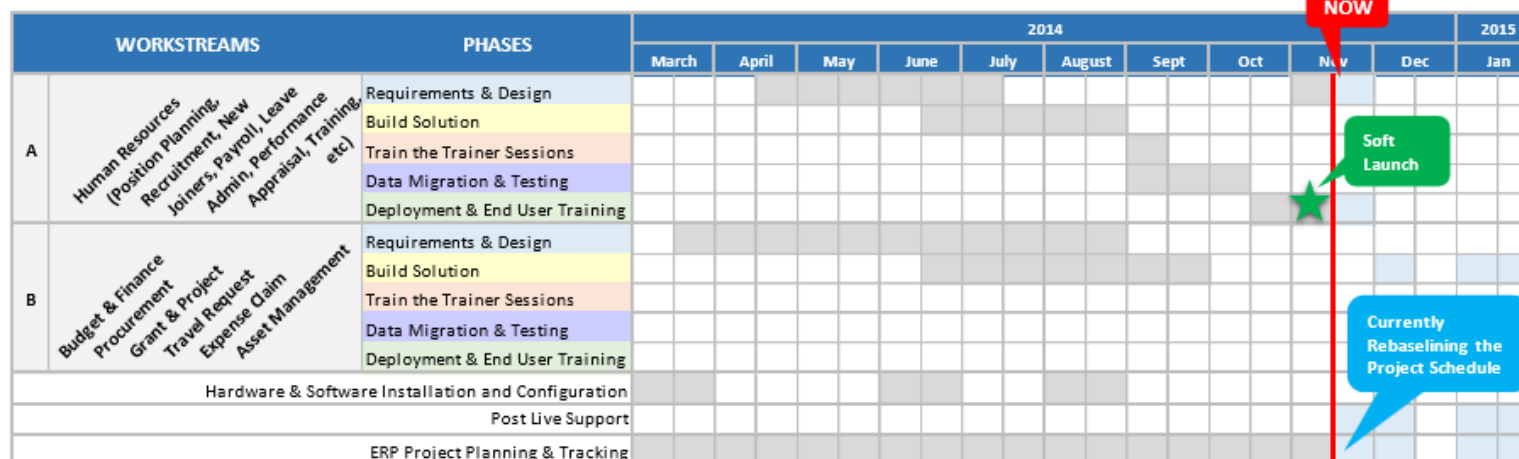 NOW
WORKSTREAMS
PHASES
2014
2015
March
April
May
June
July
August
Sept
Oct
Nov
Dec
Jan
A
Human Resources
(Position Planning,
Recruitment, New
Joiners, Payroll, Leave
Admin, Performance
Appraisal, Training,
etc)
Requirements & Design
Build Solution
Train the Trainer Sessions
Data Migration & Testing
Deployment & End User Training
Soft
Launch
B
Budget & Finance
Procurement
Grant & Project
Travel Request
Expense Claim
Asset Management
Requirements & Design
Build Solution
Train the Trainer Sessions
Data Migration & Testing
Deployment & End User Training
Currently
Rebaselining the
Project Schedule
Hardware & Software Installation and Configuration
Post Live Support
ERP Project Planning & Tracking